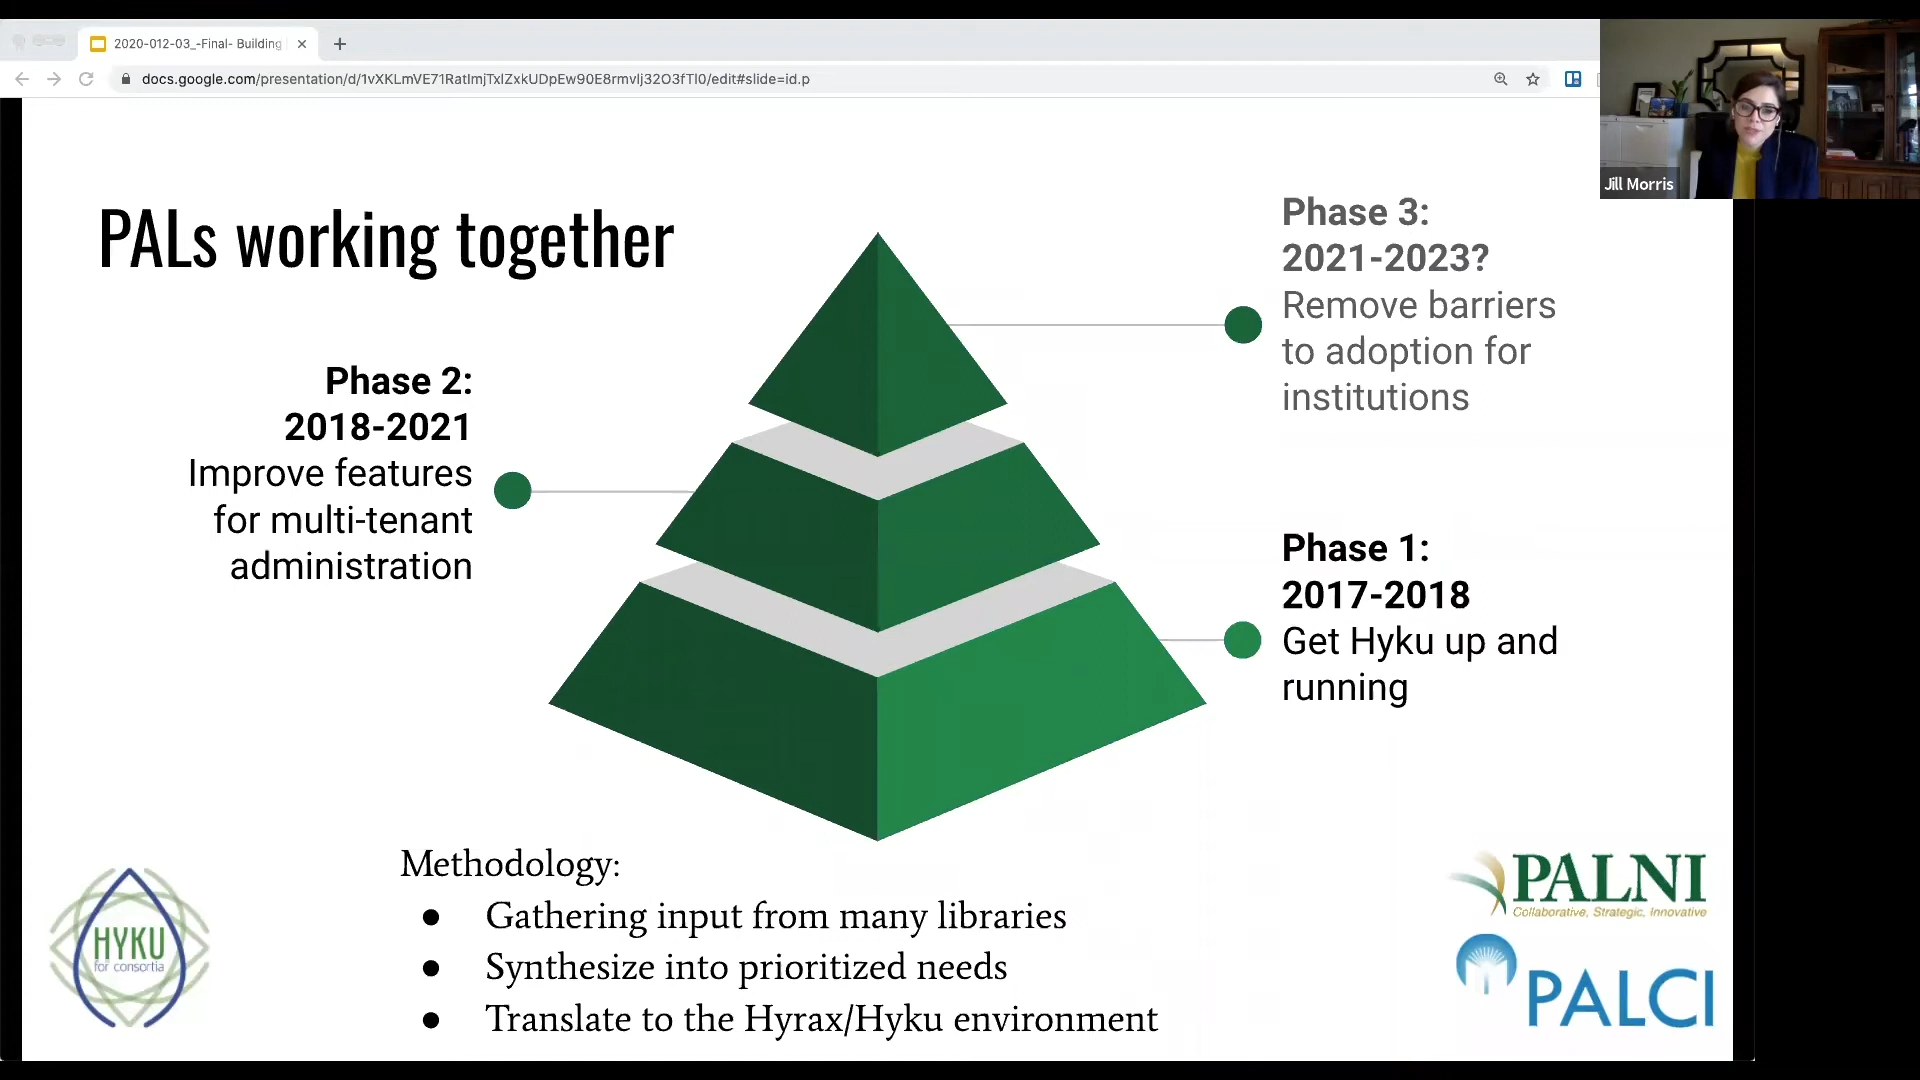 2020-012-03_-Final- Building
docs.google.com/presentation/d/1vXKLmVE71RatImjTxlZxkUDpEw90E8rmvlj32O3fTl0/edit#slide=id.p
Jill Morris
PALs working together
Phase 3:
2021-2023?
Remove barriers
to adoption for
institutions
Phase 2:
2018-2021
Improve features
for multi-tenant
administration
Phase 1:
2017-2018
Get Hyku up and
running
Methodology:
● Gathering input from many libraries
● Synthesize into prioritized needs
● Translate to the Hyrax/Hyku environment
HYKU
for consortia
PALNI
Collaborative, Strategic, Innovative
PALCI